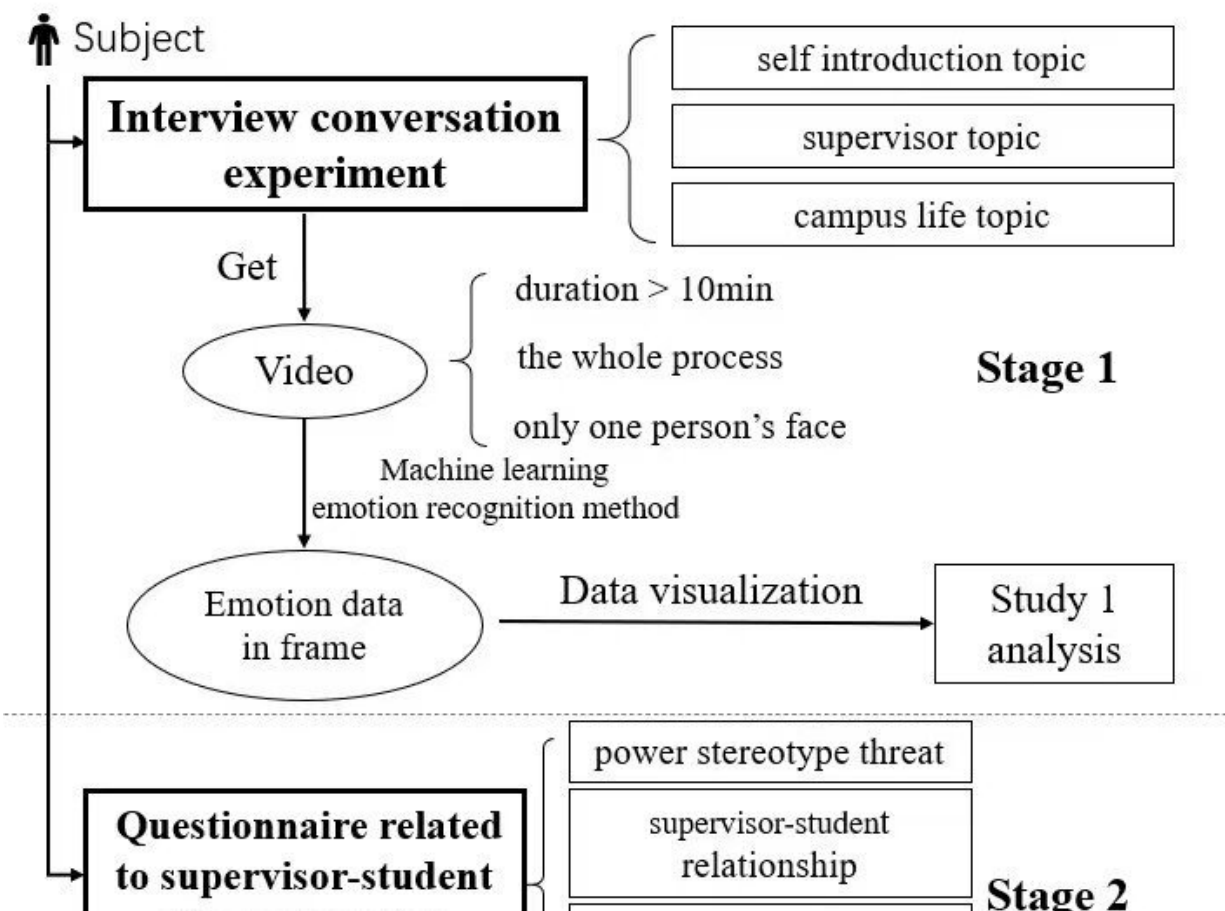 Subject
Interview conversation
experiment
self introduction topic
supervisor topic
campus life topic
Get
Video
duration > 10min
the whole process
only one person's face
Stage 1
Machine learning
emotion recognition method
Emotion data
in frame
Data visualization
Study 1
analysis
power stereotype threat
Questionnaire related
to supervisor-student
supervisor-student
relationship
Stage 2